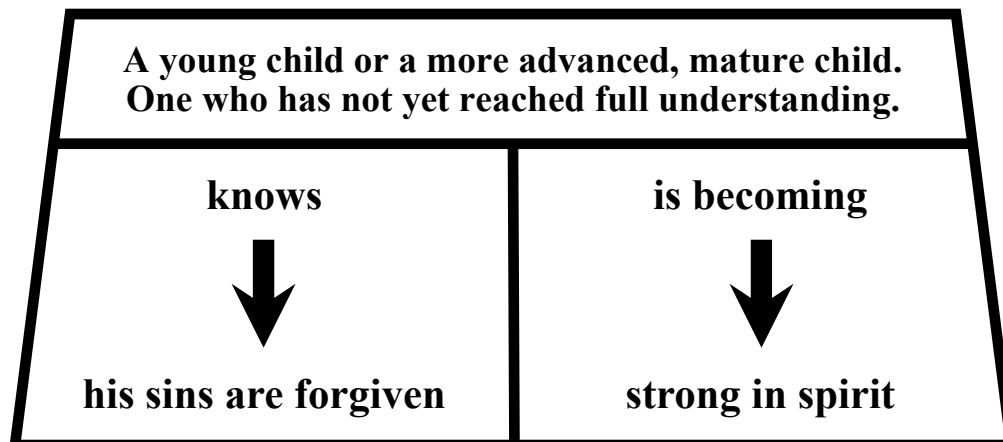 A young child or a more advanced, mature child.
One who has not yet reached full understanding.
knows
his sins are forgiven
is becoming
strong in spirit